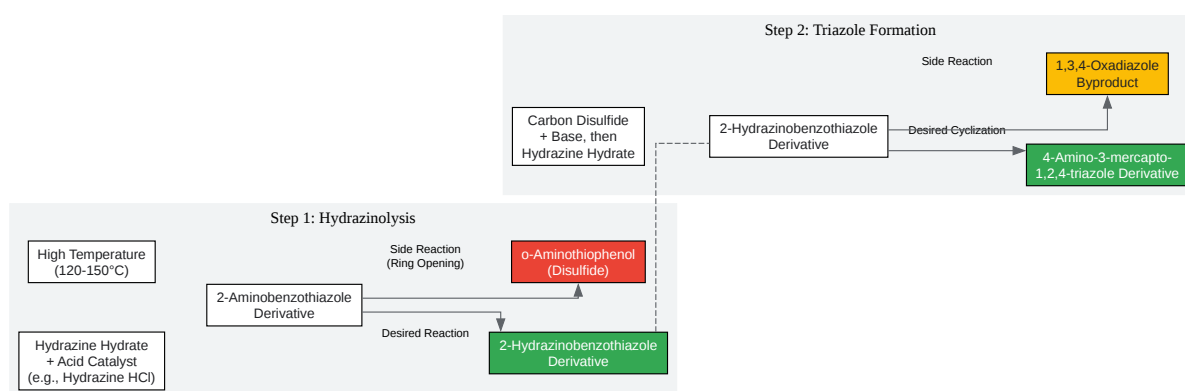 Step 2: Triazole Formation
Side Reaction
1,3,4-Oxadiazole
Byproduct
Carbon Disulfide
+ Base, then
Hydrazine Hydrate
2-Hydrazinobenzothiazole
Derivative
Desired Cyclization
4-Amino-3-mercapto-
1,2,4-triazole Derivative
Step 1: Hydrazinolysis
High Temperature
(120-150°C)
Side Reaction
(Ring Opening)
o-Aminothiophenol
(Disulfide)
2-Aminobenzothiazole
Derivative
Desired Reaction
2-Hydrazinobenzothiazole
Derivative
Hydrazine Hydrate
+ Acid Catalyst
(e.g., Hydrazine HCl)